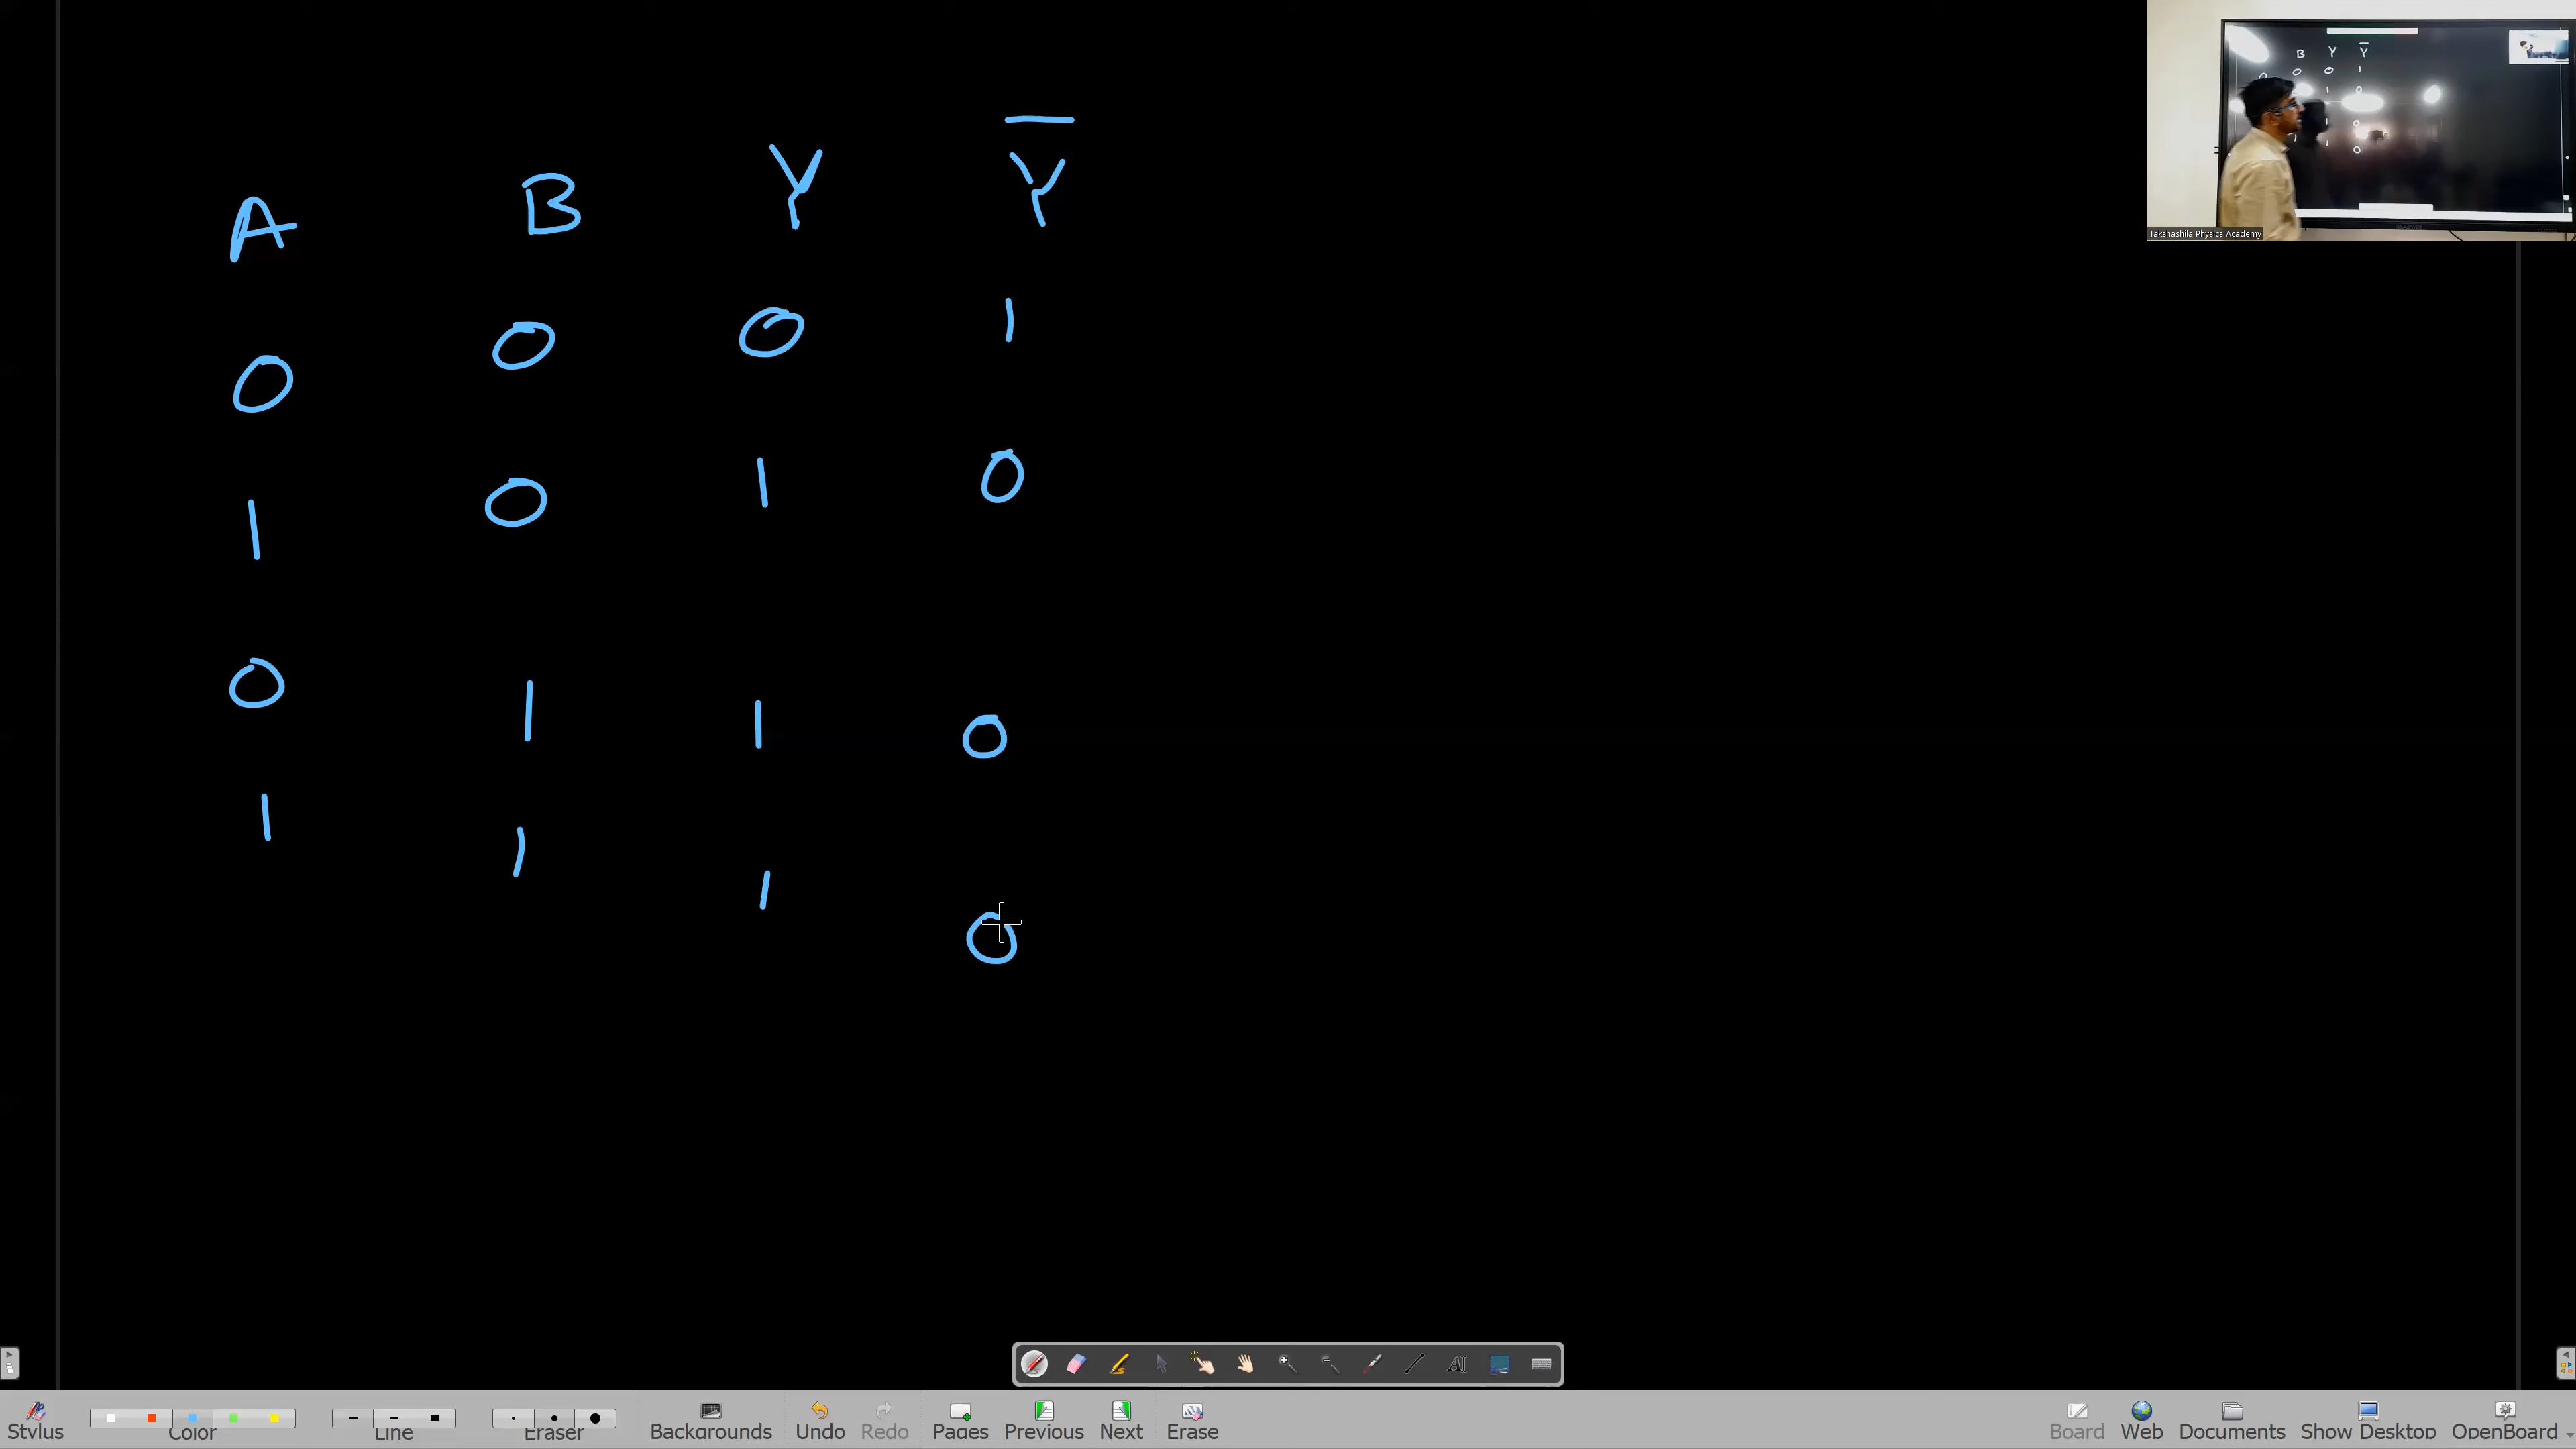 A B Y Y̅
0 0 0 1
1 0 1 0
0 1 1 0
1 1 1 0
Takshashila Physics Academy
B Y Y̅
Stylus Color Line Eraser Backgrounds Undo Redo Pages Previous Next Erase Board Web Documents Show Desktop OpenBoard